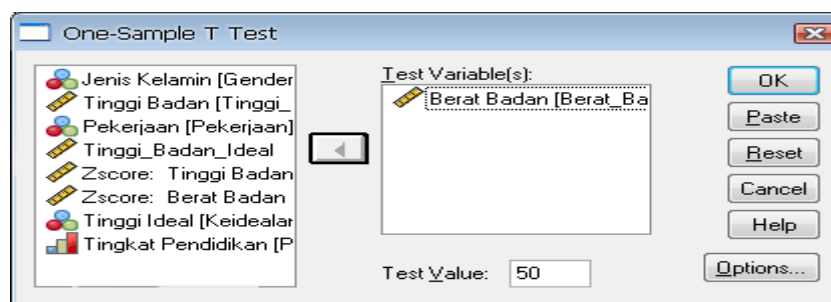 One-Sample T Test
Jenis Kelamin [Gender
Tinggi Badan [Tinggi_
Pekerjaan [Pekerjaan]
Tinggi_Badan_Ideal
Zscore: Tinggi Badan
Zscore: Berat Badan
Tinggi Ideal [Keidealar
Tingkat Pendidikan [P
Test Variable(s):
Berat Badan [Berat_Ba
Test Value: 50
OK
Paste
Reset
Cancel
Help
Options...